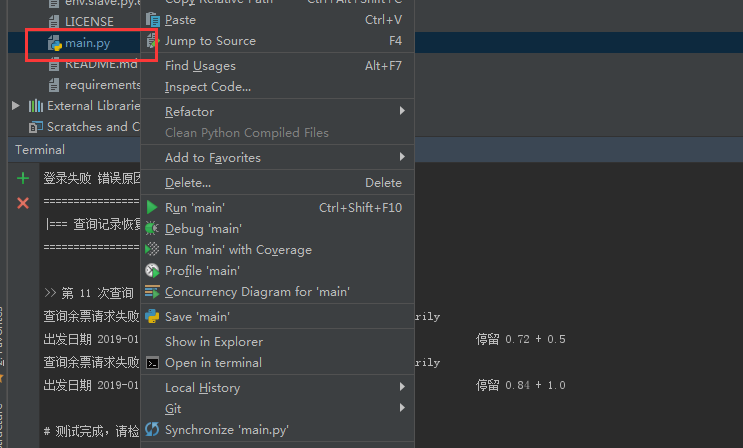 env.slave.py.e
Copy Relative Path Ctrl+Alt+Shift+C
LICENSE
Paste Ctrl+V
main.py
Jump to Source F4
README.md
Find Usages Alt+F7
requirements
Inspect Code...
External Librarie
Refactor
Scratches and C
Clean Python Compiled Files
Terminal
Add to Favorites
Delete... Delete
登录失败 错误原因
Run 'main' Ctrl+Shift+F10
|=== 查询记录恢复
Debug 'main'
Run 'main' with Coverage
Profile 'main'
>> 第 11 次查询
Concurrency Diagram for 'main'
查询余票请求失败 rily
Save 'main'
出发日期 2019-01 停留 0.72 + 0.5
Show in Explorer
查询余票请求失败 rily
Open in terminal
出发日期 2019-01 停留 0.84 + 1.0
Local History
Git
# 测试完成，请检
Synchronize 'main.py'